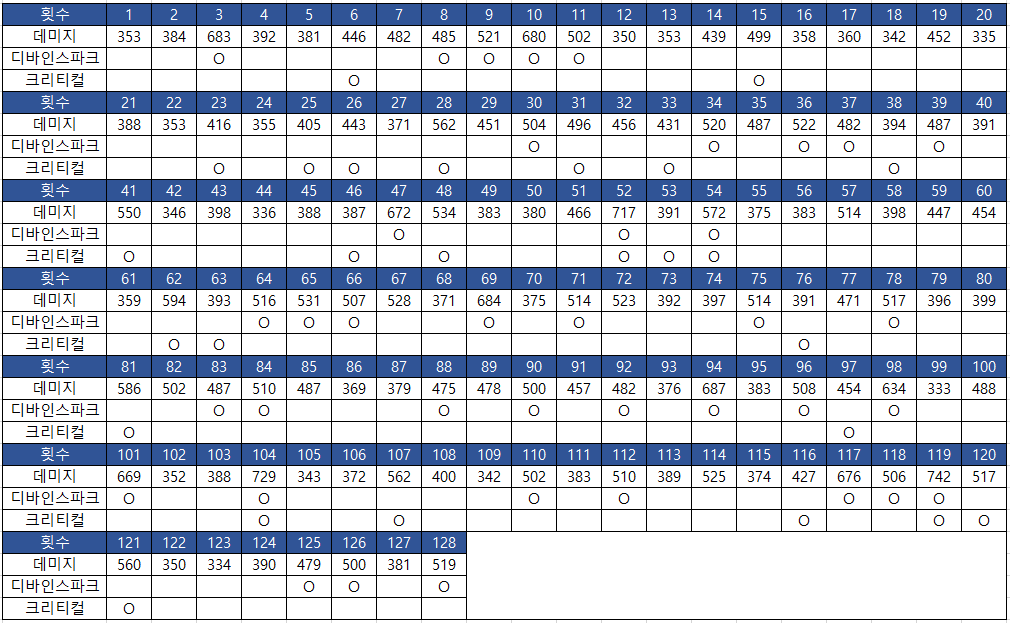 횟수 1 2 3 4 5 6 7 8 9 10 11 12 13 14 15 16 17 18 19 20
데미지 353 384 683 392 381 446 482 485 521 680 502 350 353 439 499 358 360 342 452 335
디바인스파크 O O O O O
크리티컬 O O
횟수 21 22 23 24 25 26 27 28 29 30 31 32 33 34 35 36 37 38 39 40
데미지 388 353 416 355 405 443 371 562 451 504 496 456 431 520 487 522 482 394 487 391
디바인스파크 O O O O O
크리티컬 O O O O O O O
횟수 41 42 43 44 45 46 47 48 49 50 51 52 53 54 55 56 57 58 59 60
데미지 550 346 398 336 388 387 672 534 383 380 466 717 391 572 375 383 514 398 447 454
디바인스파크 O O O
크리티컬 O O O O O O
횟수 61 62 63 64 65 66 67 68 69 70 71 72 73 74 75 76 77 78 79 80
데미지 359 594 393 516 531 507 528 371 684 375 514 523 392 397 514 391 471 517 396 399
디바인스파크 O O O O O O O
크리티컬 O O O
횟수 81 82 83 84 85 86 87 88 89 90 91 92 93 94 95 96 97 98 99 100
데미지 586 502 487 510 487 369 379 475 478 500 457 482 376 687 383 508 454 634 333 488
디바인스파크 O O O O O O O O
크리티컬 O O
횟수 101 102 103 104 105 106 107 108 109 110 111 112 113 114 115 116 117 118 119 120
데미지 669 352 388 729 343 372 562 400 342 502 383 510 389 525 374 427 676 506 742 517
디바인스파크 O O O O O O O
크리티컬 O O O O O
횟수 121 122 123 124 125 126 127 128
데미지 560 350 334 390 479 500 381 519
디바인스파크 O O O
크리티컬 O